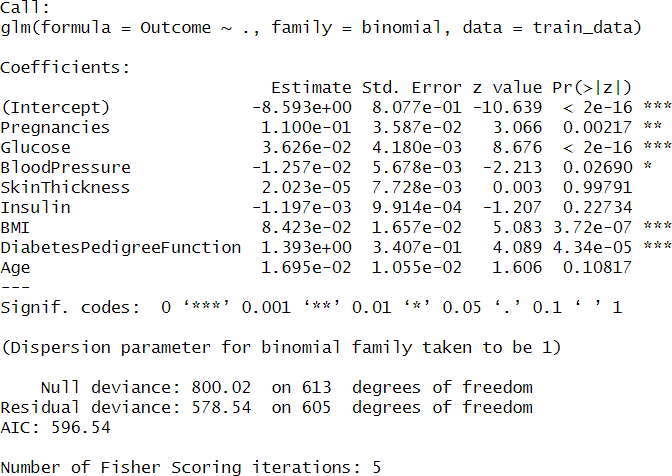 Call:
glm(formula = Outcome ~ ., family = binomial, data = train_data)
Coefficients:
Estimate Std. Error z value Pr(>|z|)
(Intercept) -8.593e+00 8.077e-01 -10.639 < 2e-16 ***
Pregnancies 1.100e-01 3.587e-02 3.066 0.00217 **
Glucose 3.626e-02 4.180e-03 8.676 < 2e-16 ***
BloodPressure -1.257e-02 5.678e-03 -2.213 0.02690 *
SkinThickness 2.023e-05 7.728e-03 0.003 0.99791
Insulin -1.197e-03 9.914e-04 -1.207 0.22734
BMI 8.423e-02 1.657e-02 5.083 3.72e-07 ***
DiabetesPedigreeFunction 1.393e+00 3.407e-01 4.089 4.34e-05 ***
Age 1.695e-02 1.055e-02 1.606 0.10817
---
Signif. codes: 0 ‘***’ 0.001 ‘**’ 0.01 ‘*’ 0.05 ‘.’ 0.1 ‘ ’ 1
(Dispersion parameter for binomial family taken to be 1)
Null deviance: 800.02 on 613 degrees of freedom
Residual deviance: 578.54 on 605 degrees of freedom
AIC: 596.54
Number of Fisher Scoring iterations: 5